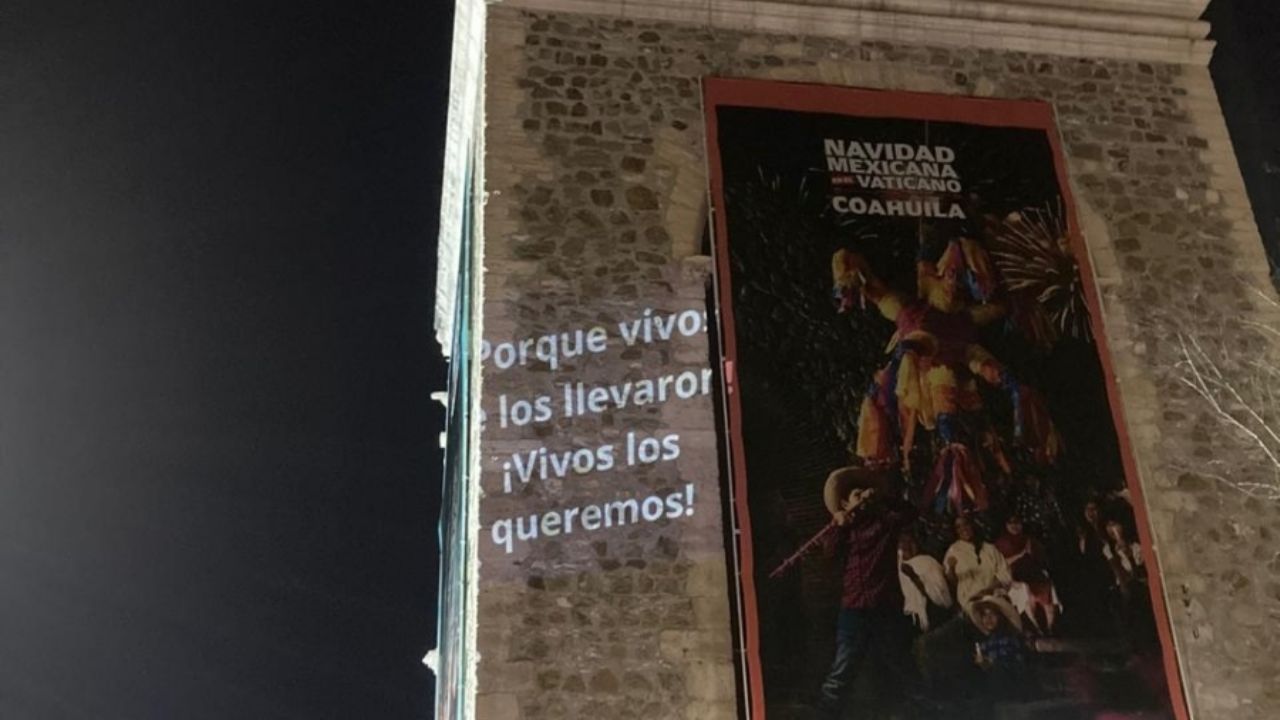 Porque vivos
los llevaron
¡Vivos los
queremos!
NAVIDAD
MEXICANA
VATICANO
COAHUILA